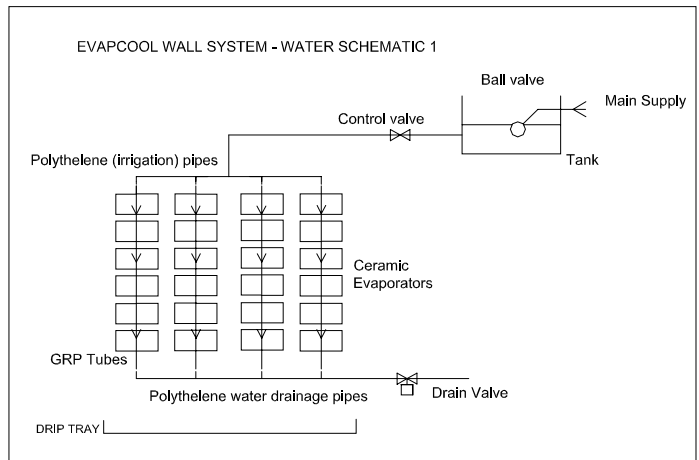 EVAPCOOL WALL SYSTEM - WATER SCHEMATIC 1
Ball valve
Main Supply
Control valve
Tank
Polythelene (irrigation) pipes
Ceramic
Evaporators
GRP Tubes
Polythelene water drainage pipes
Drain Valve
DRIP TRAY